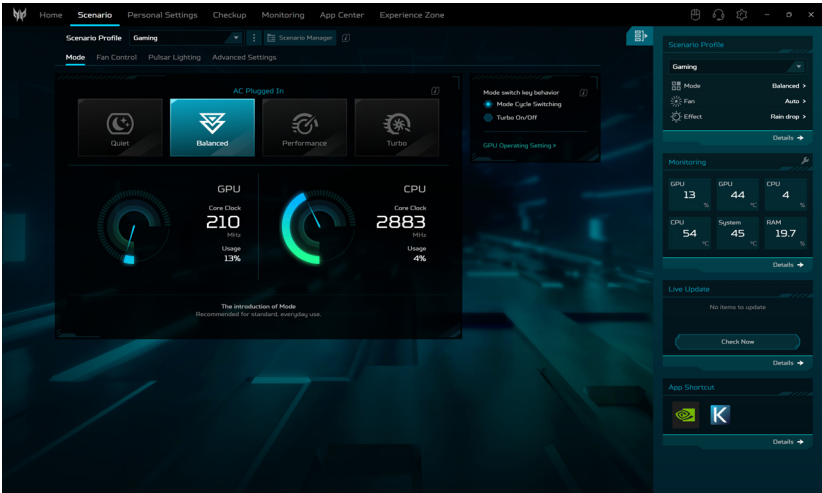 Home Scenario Personal Settings Checkup Monitoring App Center Experience Zone
Scenario Profile Gaming Scenario Manager i
Mode Fan Control Pulsar Lighting Advanced Settings
AC Plugged In i
Quiet Balanced Performance Turbo
GPU
Core Clock
210
MHz
Usage
13%
CPU
Core Clock
2883
MHz
Usage
4%
The introduction of Mode
Recommended for standard, everyday use.
Mode switch key behavior i
Mode Cycle Switching
Turbo On/Off
GPU Operating Setting >
Scenario Profile
Gaming
Mode Balanced >
Fan Auto >
Effect Rain drop >
Details →
Monitoring
GPU GPU CPU
13 % 44 °C 4 %
CPU System RAM
54 °C 45 °C 19.7 %
Details →
Live Update
No items to update
Check Now
Details →
App Shortcut
K
Details →